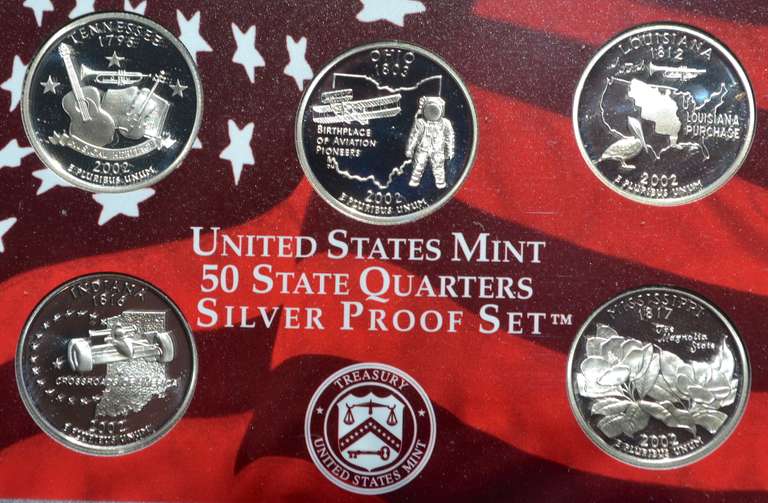 TENNESSEE
1796
MUSICAL HERITAGE
2002
E PLURIBUS UNUM
OHIO
1803
BIRTHPLACE
OF AVIATION
PIONEERS
2002
E PLURIBUS UNUM
LOUISIANA
1812
LOUISIANA
PURCHASE
2002
E PLURIBUS UNUM
UNITED STATES MINT
50 STATE QUARTERS
SILVER PROOF SET™
INDIANA
1816
CROSSROADS OF AMERICA
2002
E PLURIBUS UNUM
TREASURY
UNITED STATES MINT
MISSISSIPPI
1817
The
Magnolia
State
2002
E PLURIBUS UNUM